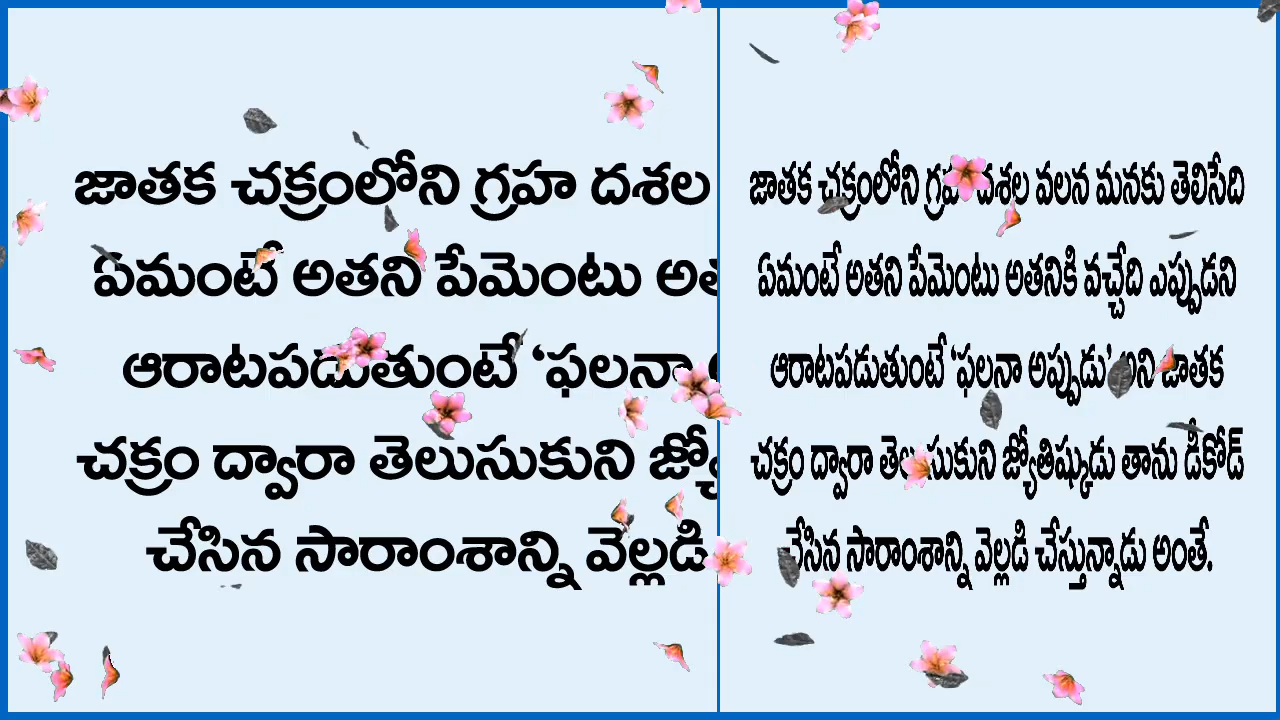 జాతక చక్రంలోని గ్రహ దశల
ఏమంటే అతని పేమెంటు
ఆరాటపడుతుంటే ‘ఫలనా
చక్రం ద్వారా తెలుసుకుని
చేసిన సారాంశాన్ని వెల్లడి
జాతక చక్రంలోని గ్రహ దశల వలన మనకు తెలిసేది
ఏమంటే అతని పేమెంటు అతనికి వచ్చేది ఎప్పుడని
ఆరాటపడుతుంటే ‘ఫలనా అప్పుడు’ అని జాతక
చక్రం ద్వారా తెలుసుకుని జ్యోతిష్కుడు తాను డీకోడ్
చేసిన సారాంశాన్ని వెల్లడి చేస్తున్నాడు అంతే.